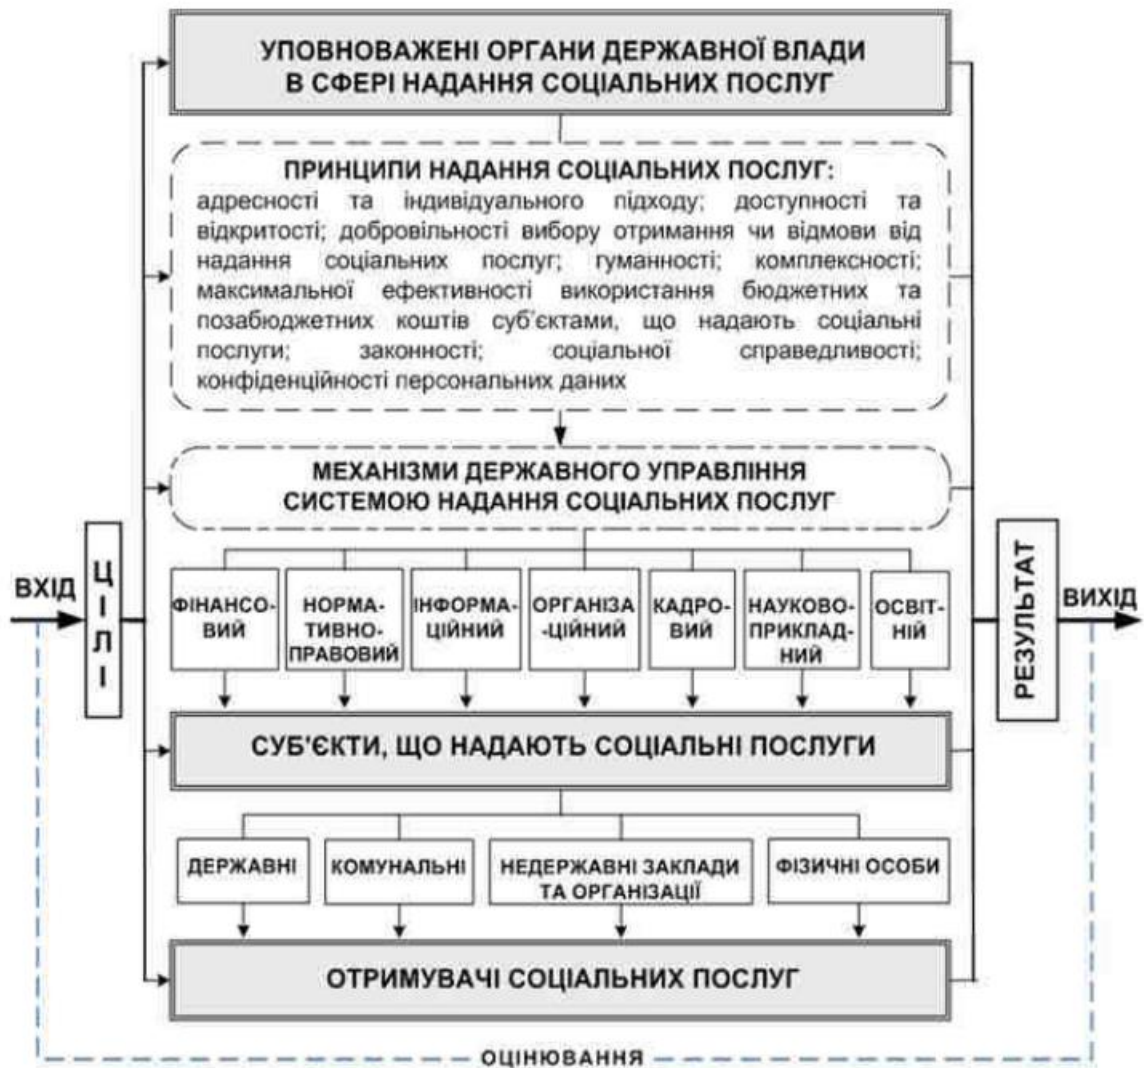 УПОВНОВАЖЕНІ ОРГАНИ ДЕРЖАВНОЇ ВЛАДИ
В СФЕРІ НАДАННЯ СОЦІАЛЬНИХ ПОСЛУГ
ПРИНЦИПИ НАДАННЯ СОЦІАЛЬНИХ ПОСЛУГ:
адресності та індивідуального підходу; доступності та
відкритості; добровільності вибору отримання чи відмови від
надання соціальних послуг; гуманності; комплексності;
максимальної ефективності використання бюджетних та
позабюджетних коштів суб'єктами, що надають соціальні
послуги; законності; соціальної справедливості;
конфіденційності персональних даних
МЕХАНІЗМИ ДЕРЖАВНОГО УПРАВЛІННЯ
СИСТЕМОЮ НАДАННЯ СОЦІАЛЬНИХ ПОСЛУГ
ВХІД
ЦІЛІ
ФІНАНСО-
ВИЙ
НОРМА-
ТИВНО-
ПРАВОВИЙ
ІНФОРМА-
ЦІЙНИЙ
ОРГАНІЗА
-ЦІЙНИЙ
КАДРО-
ВИЙ
НАУКОВО-
ПРИКЛАД-
НИЙ
ОСВІТ-
НІЙ
РЕЗУЛЬТАТ
ВИХІД
СУБ'ЄКТИ, ЩО НАДАЮТЬ СОЦІАЛЬНІ ПОСЛУГИ
ДЕРЖАВНІ
КОМУНАЛЬНІ
НЕДЕРЖАВНІ ЗАКЛАДИ
ТА ОРГАНІЗАЦІЇ
ФІЗИЧНІ ОСОБИ
ОТРИМУВАЧІ СОЦІАЛЬНИХ ПОСЛУГ
ОЦІНЮВАННЯ